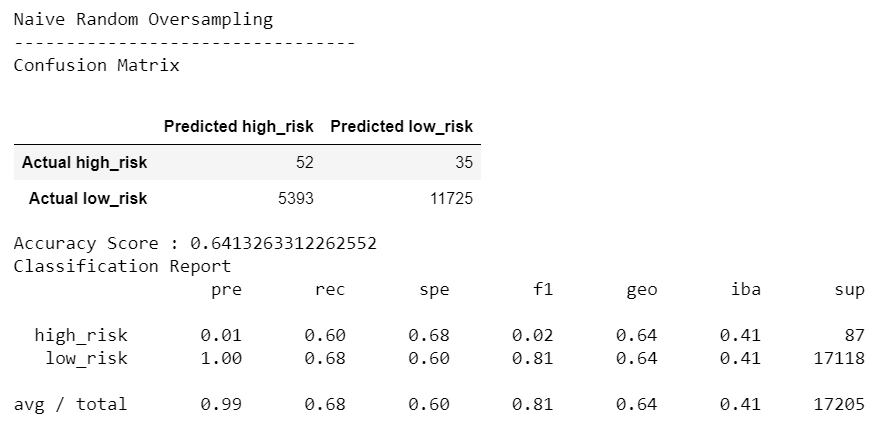 Naive Random Oversampling
---------------------------------
Confusion Matrix
Predicted high_risk Predicted low_risk
Actual high_risk 52 35
Actual low_risk 5393 11725
Accuracy Score : 0.6413263312262552
Classification Report
pre rec spe f1 geo iba sup
high_risk 0.01 0.60 0.68 0.02 0.64 0.41 87
low_risk 1.00 0.68 0.60 0.81 0.64 0.41 17118
avg / total 0.99 0.68 0.60 0.81 0.64 0.41 17205